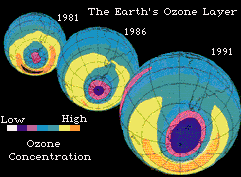 The Earth's Ozone Layer
1981
1986
1991
Low High
Ozone
Concentration